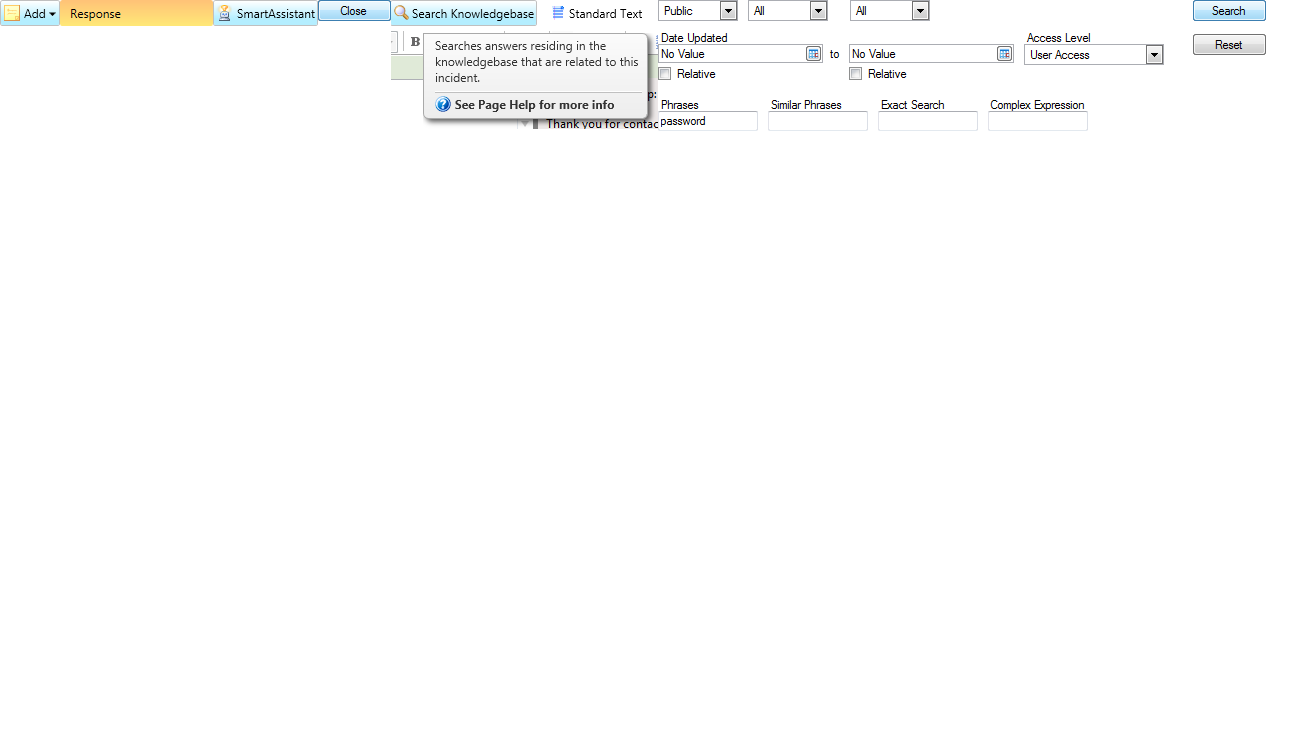 Add
Response
SmartAssistant
Close
Search Knowledgebase
Standard Text
Public
All
All
Search
B
Searches answers residing in the
knowledgebase that are related to this
incident.
See Page Help for more info
p:
Thank you for contac
Date Updated
No Value
to
No Value
Access Level
User Access
Reset
Relative
Relative
Phrases
Similar Phrases
Exact Search
Complex Expression
password